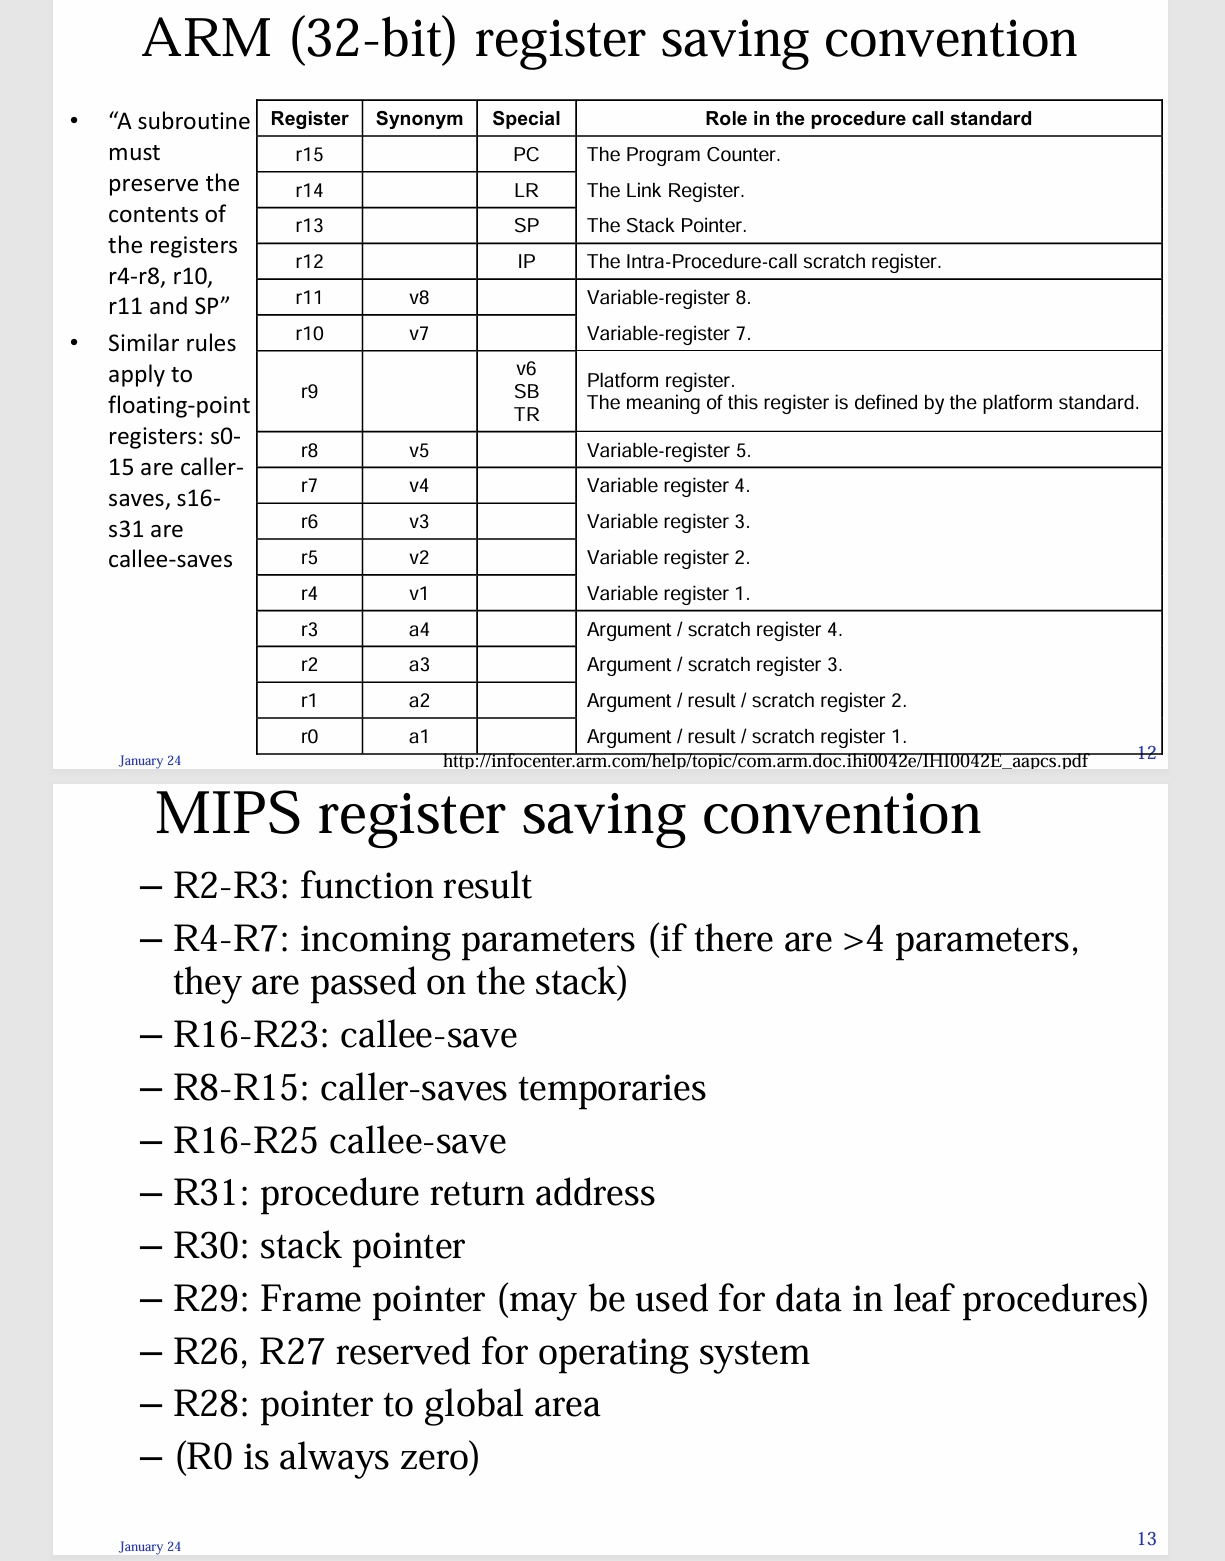 ARM (32-bit) register saving convention
• “A subroutine
must
preserve the
contents of
the registers
r4-r8, r10,
r11 and SP”
• Similar rules
apply to
floating-point
registers: s0-
15 are caller-
saves, s16-
s31 are
callee-saves
Register Synonym Special Role in the procedure call standard
r15 PC The Program Counter.
r14 LR The Link Register.
r13 SP The Stack Pointer.
r12 IP The Intra-Procedure-call scratch register.
r11 v8 Variable-register 8.
r10 v7 Variable-register 7.
r9
v6
SB
TR
Platform register.
The meaning of this register is defined by the platform standard.
r8 v5 Variable-register 5.
r7 v4 Variable register 4.
r6 v3 Variable register 3.
r5 v2 Variable register 2.
r4 v1 Variable register 1.
r3 a4 Argument / scratch register 4.
r2 a3 Argument / scratch register 3.
r1 a2 Argument / result / scratch register 2.
r0 a1 Argument / result / scratch register 1.
January 24 http://infocenter.arm.com/help/topic/com.arm.doc.ihi0042e/IHI0042E_aapcs.pdf 12
MIPS register saving convention
– R2-R3: function result
– R4-R7: incoming parameters (if there are >4 parameters,
they are passed on the stack)
– R16-R23: callee-save
– R8-R15: caller-saves temporaries
– R16-R25 callee-save
– R31: procedure return address
– R30: stack pointer
– R29: Frame pointer (may be used for data in leaf procedures)
– R26, R27 reserved for operating system
– R28: pointer to global area
– (R0 is always zero)
January 24 13